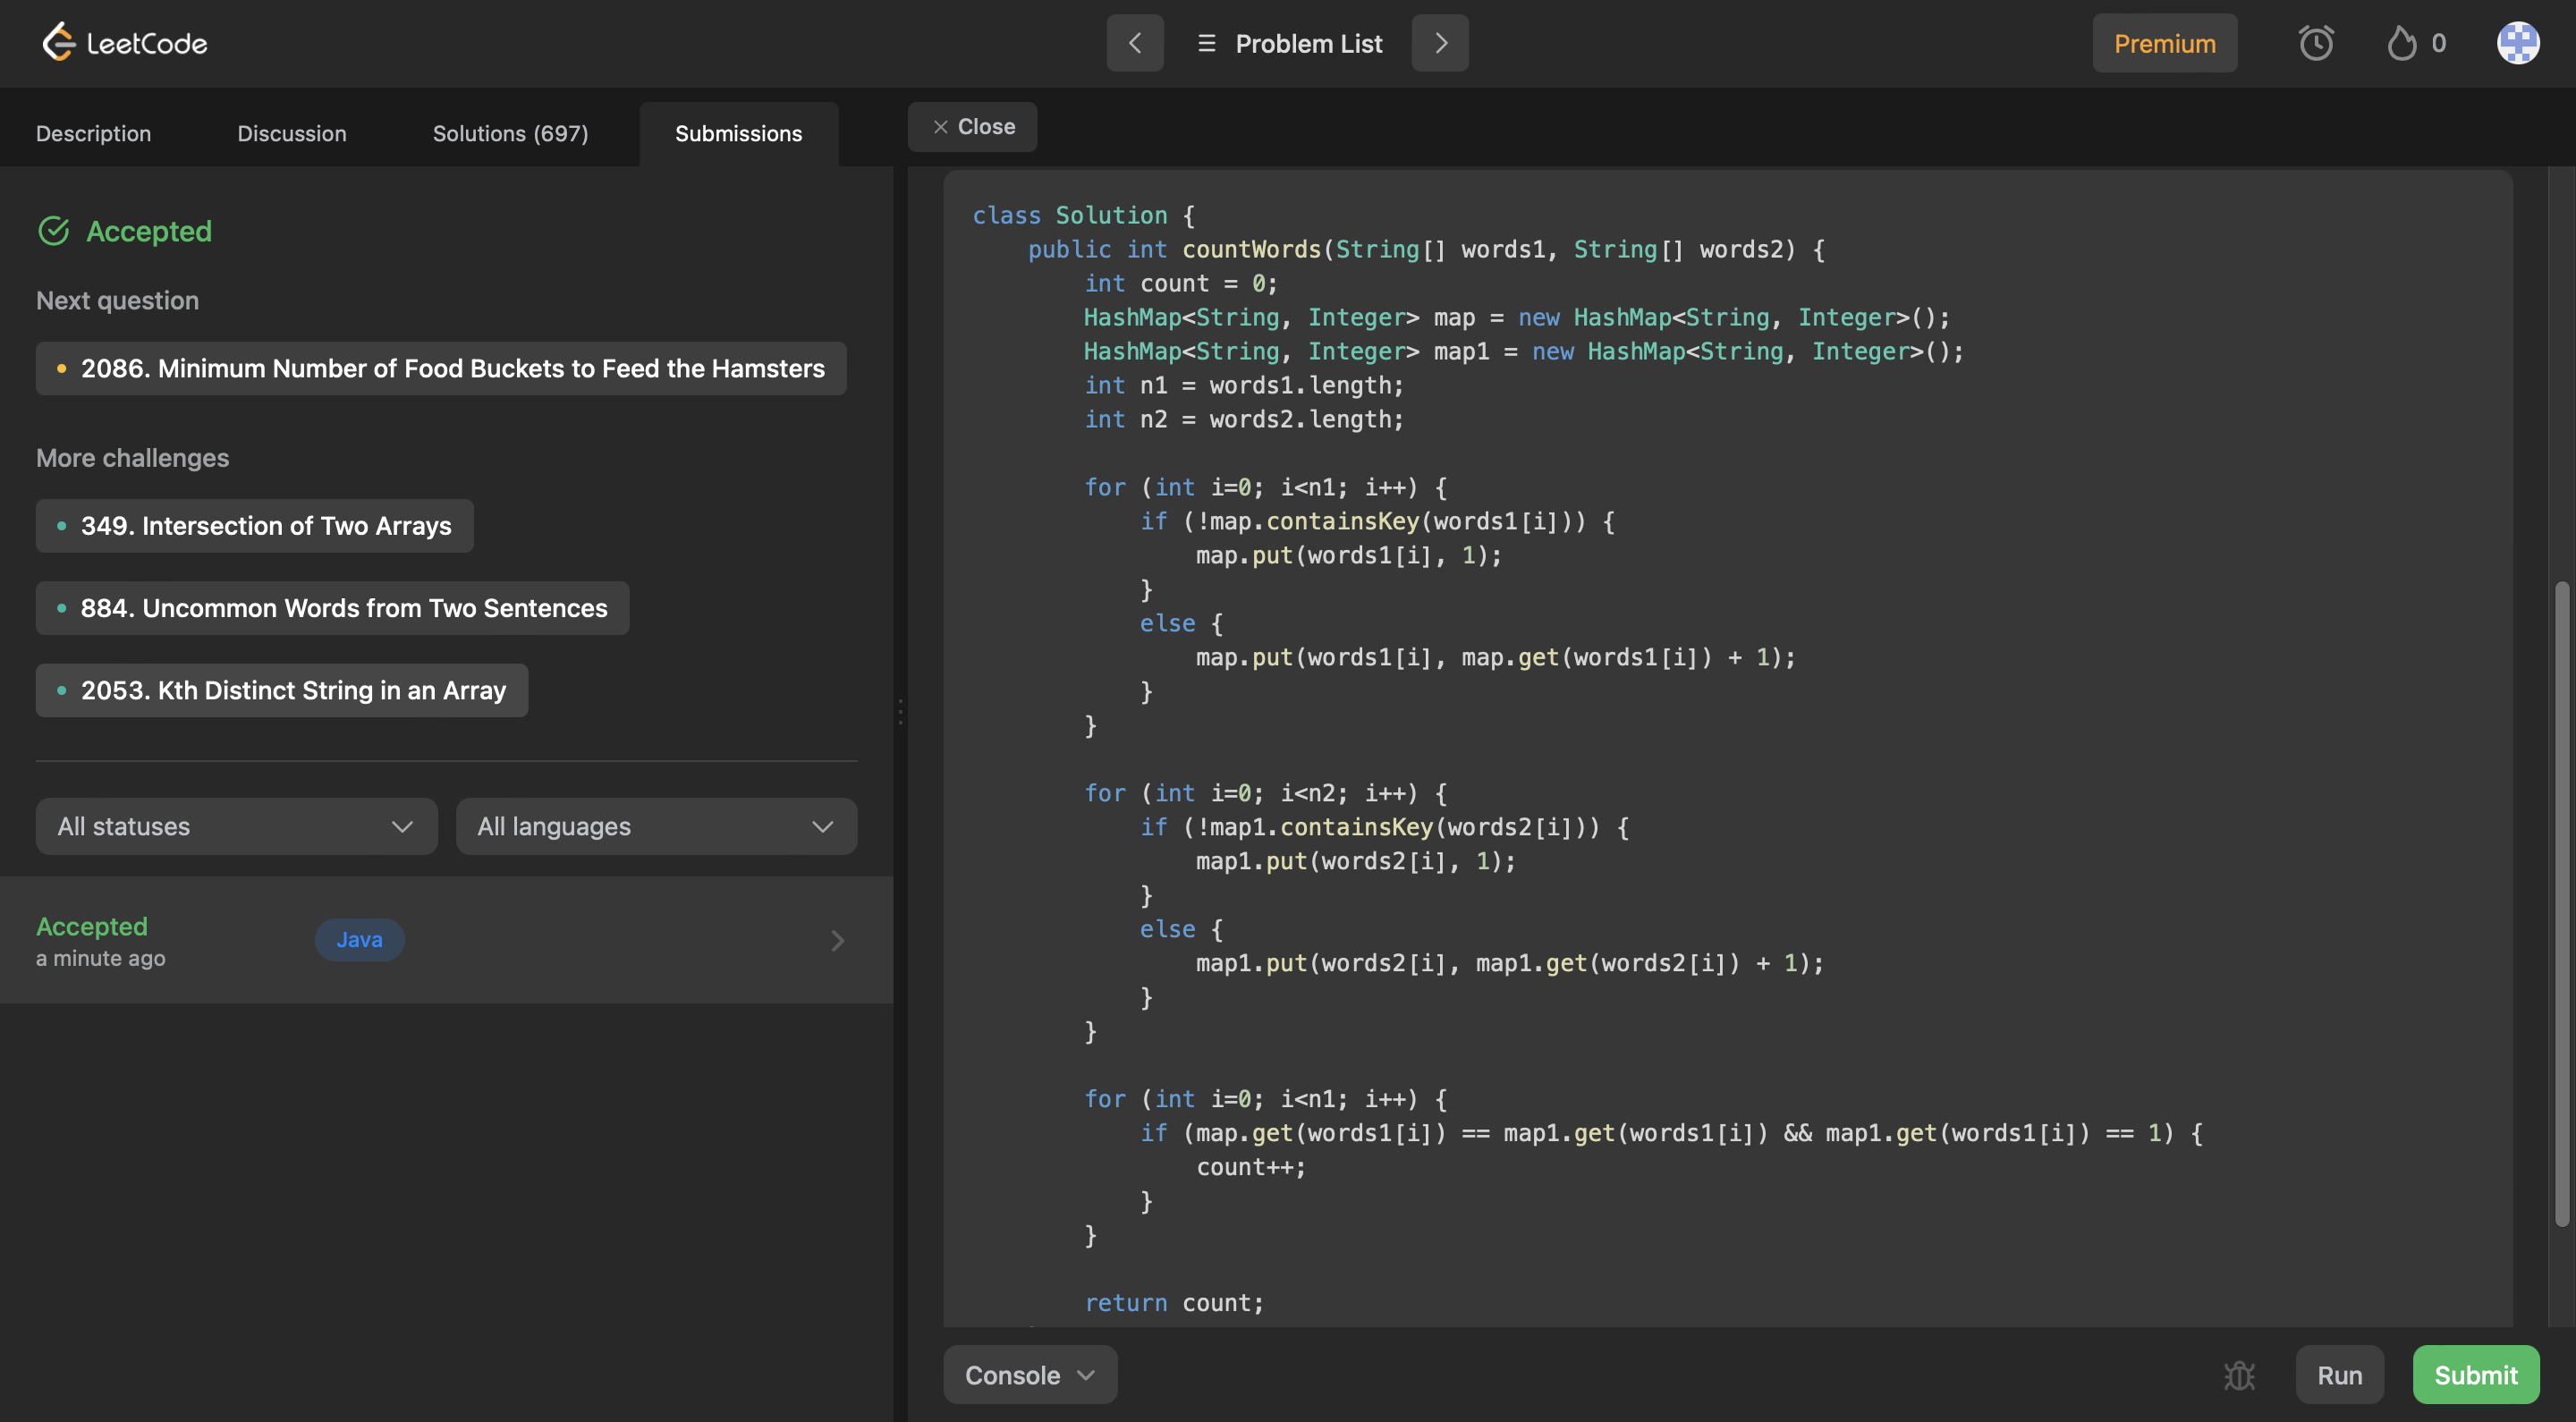 LeetCode
Problem List
Premium
0
Description
Discussion
Solutions (697)
Submissions
Close
Accepted
Next question
2086. Minimum Number of Food Buckets to Feed the Hamsters
More challenges
349. Intersection of Two Arrays
884. Uncommon Words from Two Sentences
2053. Kth Distinct String in an Array
All statuses
All languages
Accepted
a minute ago
Java
class Solution {
    public int countWords(String[] words1, String[] words2) {
        int count = 0;
        HashMap<String, Integer> map = new HashMap<String, Integer>();
        HashMap<String, Integer> map1 = new HashMap<String, Integer>();
        int n1 = words1.length;
        int n2 = words2.length;

        for (int i=0; i<n1; i++) {
            if (!map.containsKey(words1[i])) {
                map.put(words1[i], 1);
            }
            else {
                map.put(words1[i], map.get(words1[i]) + 1);
            }
        }

        for (int i=0; i<n2; i++) {
            if (!map1.containsKey(words2[i])) {
                map1.put(words2[i], 1);
            }
            else {
                map1.put(words2[i], map1.get(words2[i]) + 1);
            }
        }

        for (int i=0; i<n1; i++) {
            if (map.get(words1[i]) == map1.get(words1[i]) && map1.get(words1[i]) == 1) {
                count++;
            }
        }

        return count;
Console
Run
Submit